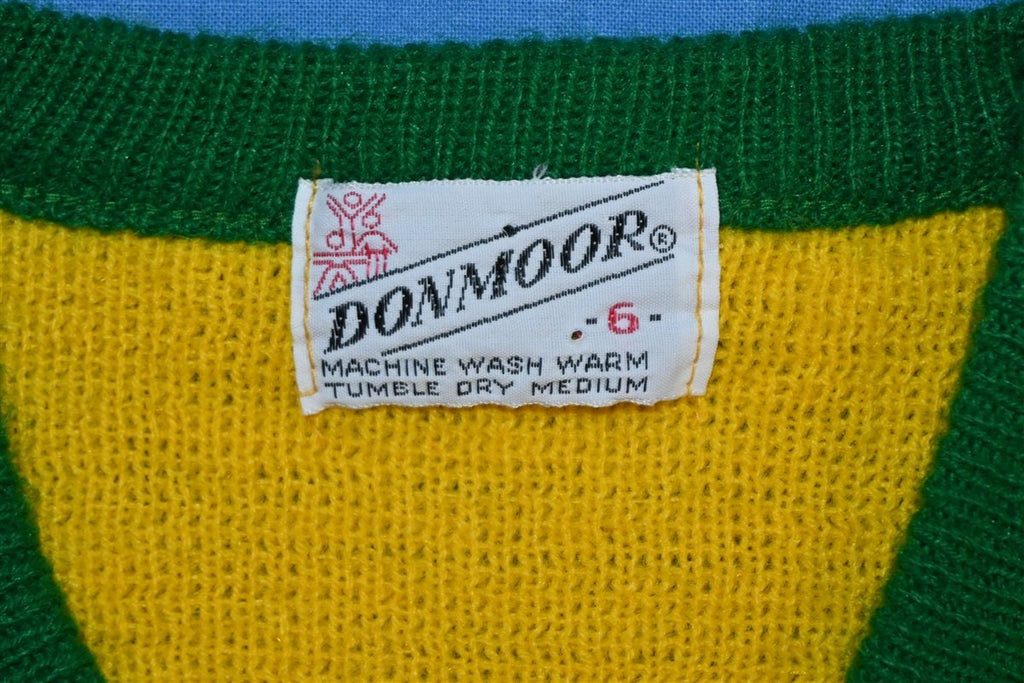 DONMOOR®
-6-
MACHINE WASH WARM
TUMBLE DRY MEDIUM